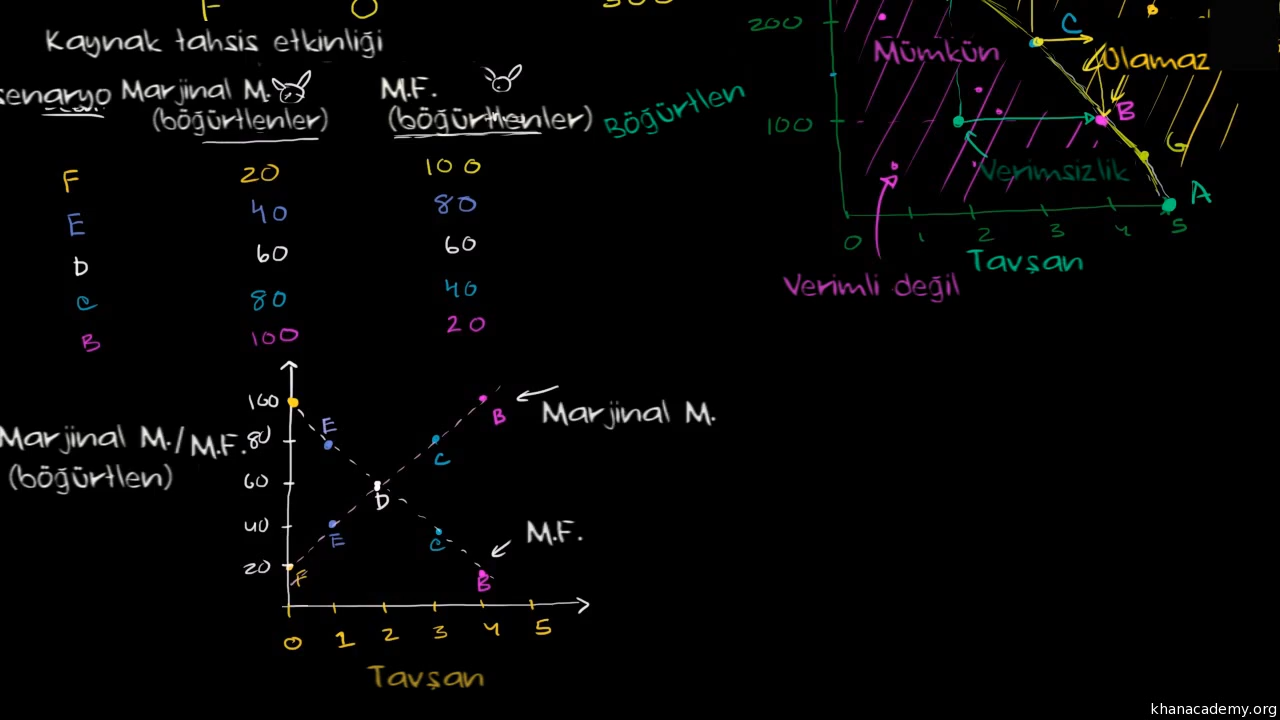 F 0 300
Kaynak tahsis etkinliği
senaryo Marjinal M. M.F.
(böğürtlenler) (böğürtlenler)
F 20 100
E 40 80
D 60 60
C 80 40
B 100 20
Marjinal M./M.F.
(böğürtlen)
100
80
60
40
20
E
D
C
B
F
E
C
B
Marjinal M.
M.F.
0 1 2 3 4 5
Tavşan
Böğürtlen
200
100
Mümkün
C
Ulamaz
B
G
Verimsizlik
A
0 1 2 3 4 5
Tavşan
Verimli değil
khanacademy.org